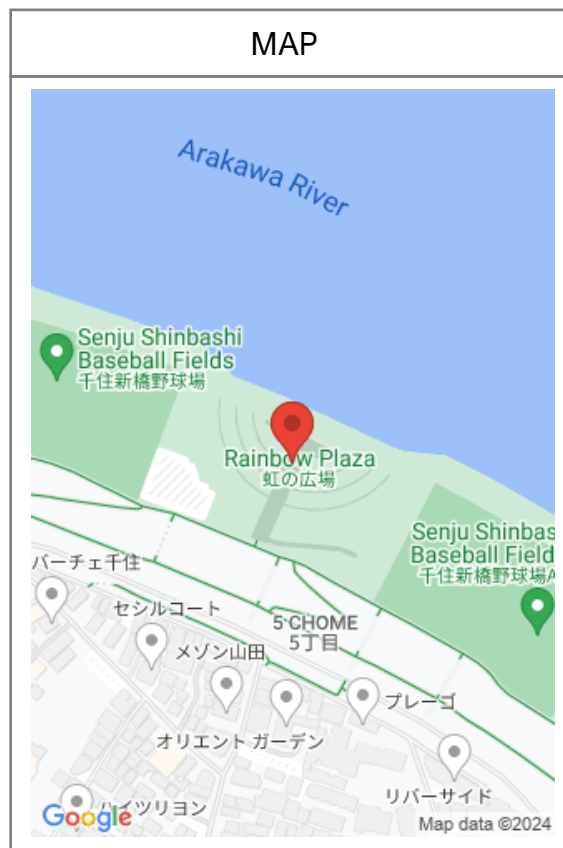 MAP
Arakawa River
Senju Shinbashi
Baseball Fields
千住新橋野球場
Rainbow Plaza
虹の広場
Senju Shinbas
Baseball Field
千住新橋野球場A
バーチェ千住
セシルコート
5 CHOME
5丁目
メゾン山田
プレーゴ
オリエント ガーデン
リバーサイド
ハイツリヨン
Google
Map data ©2024